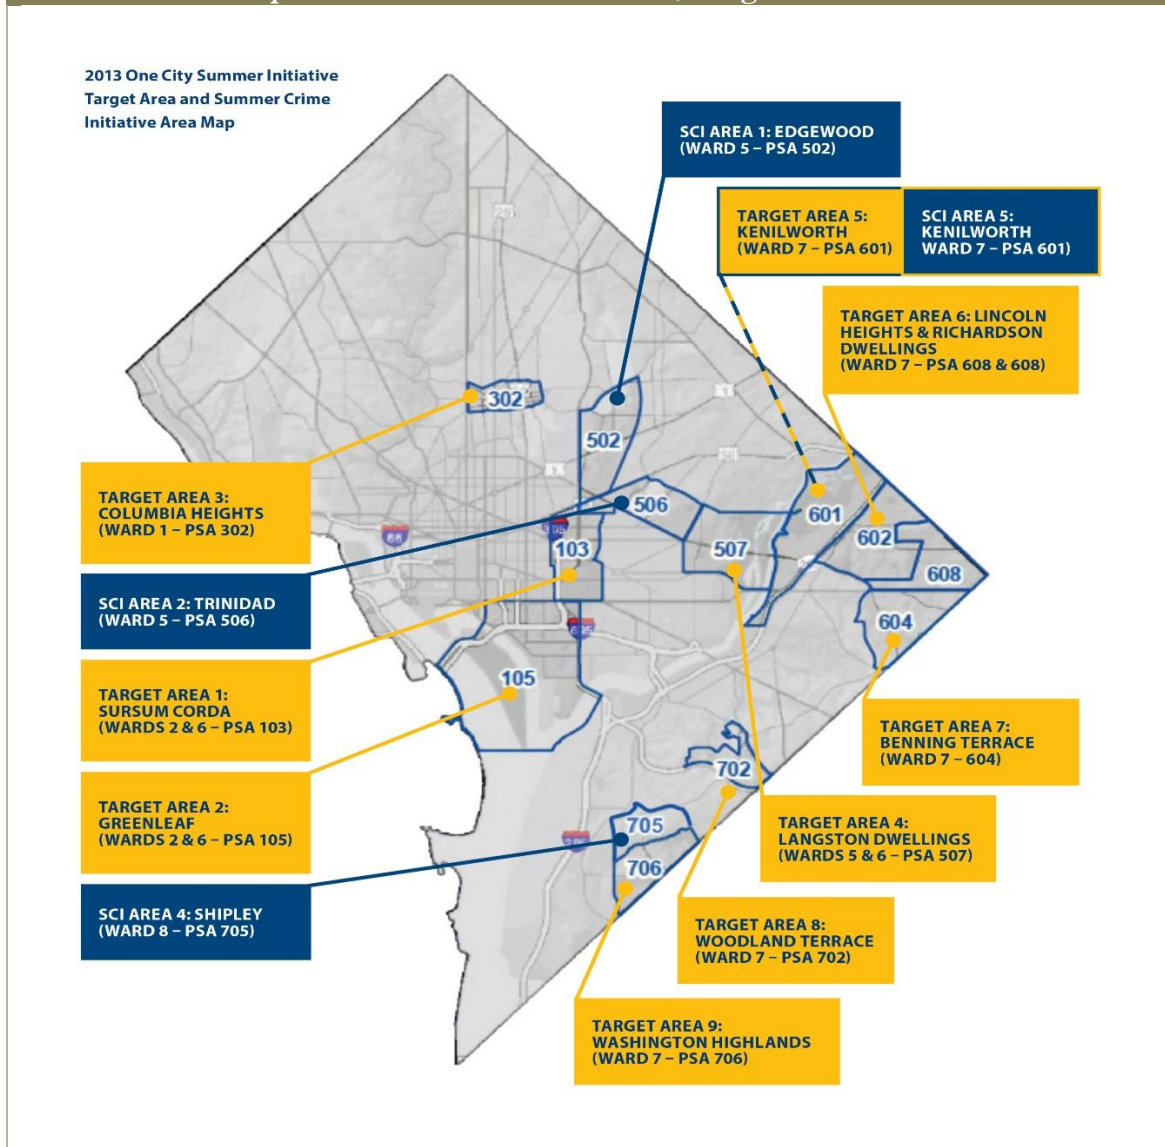 2013 One City Summer Initiative
Target Area and Summer Crime
Initiative Area Map
SCI AREA 1: EDGEWOOD
(WARD 5 – PSA 502)
TARGET AREA 5:
KENILWORTH
(WARD 7 – PSA 601)
SCI AREA 5:
KENILWORTH
WARD 7 – PSA 601)
TARGET AREA 6: LINCOLN
HEIGHTS & RICHARDSON
DWELLINGS
(WARD 7 – PSA 608 & 608)
TARGET AREA 3:
COLUMBIA HEIGHTS
(WARD 1 – PSA 302)
SCI AREA 2: TRINIDAD
(WARD 5 – PSA 506)
TARGET AREA 1:
SURSUM CORDA
(WARDS 2 & 6 – PSA 103)
TARGET AREA 2:
GREENLEAF
(WARDS 2 & 6 – PSA 105)
SCI AREA 4: SHIPLEY
(WARD 8 – PSA 705)
302
502
506
601
602
103
507
608
604
105
702
705
706
66
TARGET AREA 7:
BENNING TERRACE
(WARD 7 – 604)
TARGET AREA 4:
LANGSTON DWELLINGS
(WARDS 5 & 6 – PSA 507)
TARGET AREA 8:
WOODLAND TERRACE
(WARD 7 – PSA 702)
TARGET AREA 9:
WASHINGTON HIGHLANDS
(WARD 7 – PSA 706)